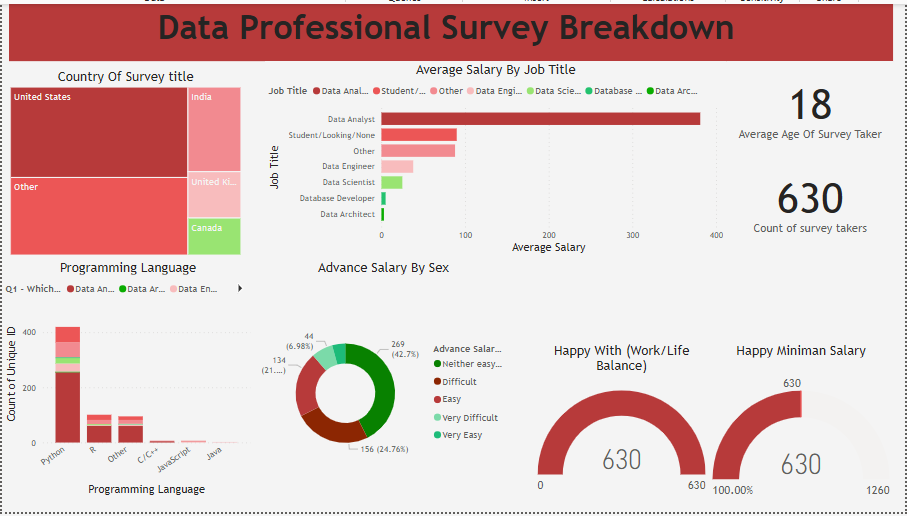 Data Professional Survey Breakdown
Country Of Survey title
United States
India
Other
United Ki...
Canada
Average Salary By Job Title
Job Title
Data Anal...
Student/...
Other
Data Engi...
Data Scie...
Database ...
Data Arc...
Job Title
Data Analyst
Student/Looking/None
Other
Data Engineer
Data Scientist
Database Developer
Data Architect
0
100
200
300
400
Average Salary
18
Average Age Of Survey Taker
630
Count of survey takers
Programming Language
Q1 - Which...
Data An...
Data Ar...
Data En...
Count of Unique ID
400
200
0
Python
R
Other
C/C++
JavaScript
Java
Programming Language
Advance Salary By Sex
44
(6.98%)
269
(42.7%)
134
(21....)
156 (24.76%)
Advance Salar...
Neither easy...
Difficult
Easy
Very Difficult
Very Easy
Happy With (Work/Life
Balance)
630
0
630
Happy Miniman Salary
630
630
100.00%
1260